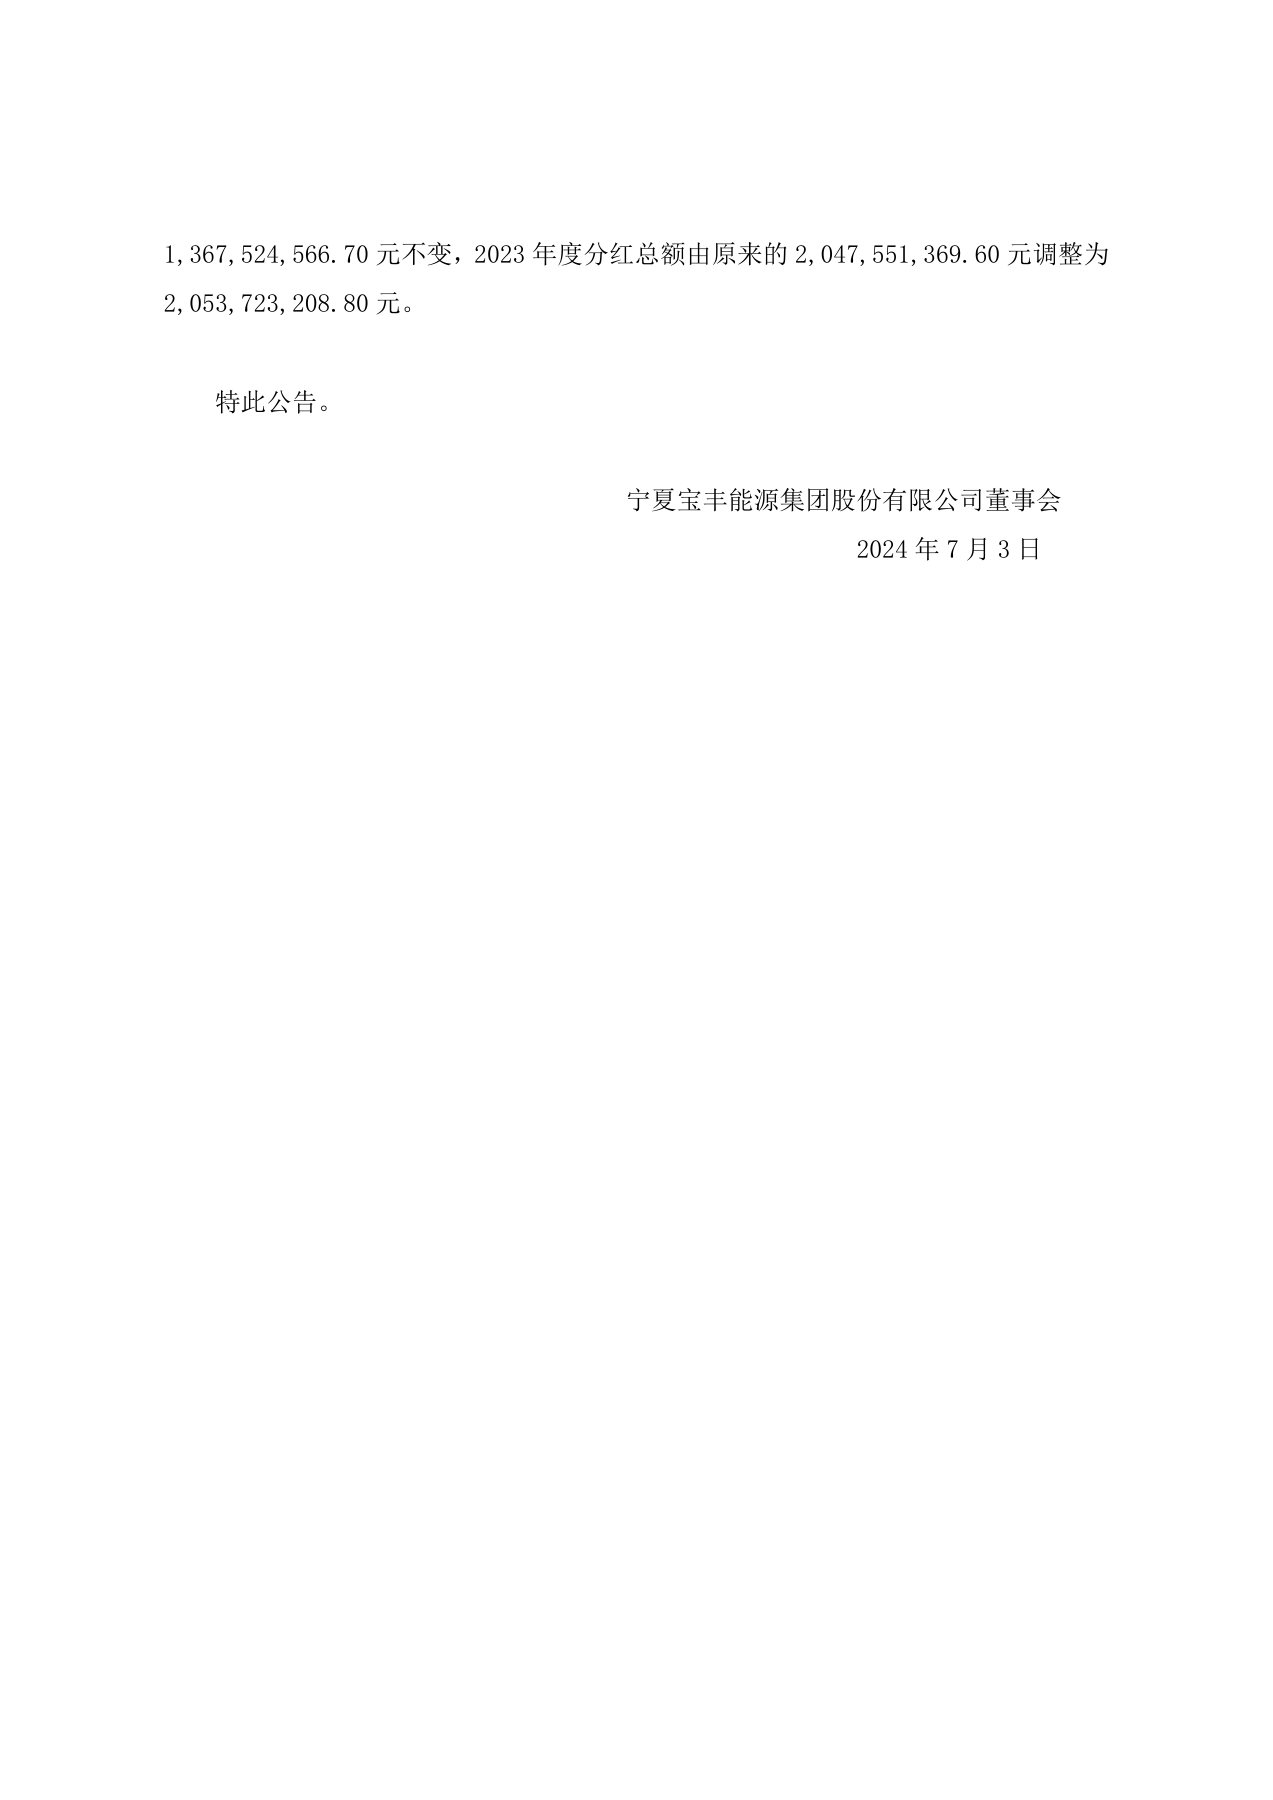 1,367,524,566.70 元不变，2023 年度分红总额由原来的 2,047,551,369.60 元调整为
2,053,723,208.80 元。
特此公告。
宁夏宝丰能源集团股份有限公司董事会
2024 年 7 月 3 日